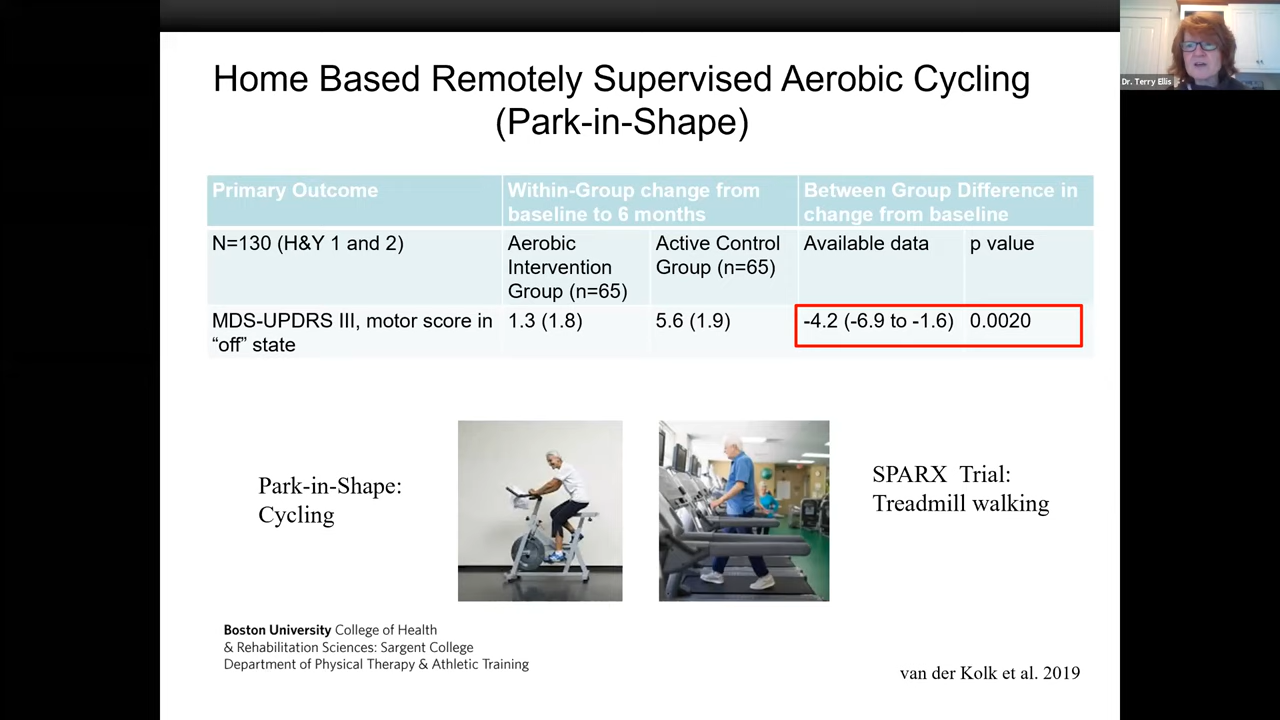 Home Based Remotely Supervised Aerobic Cycling
(Park-in-Shape)
Dr. Terry Ellis
Primary Outcome
Within-Group change from
baseline to 6 months
Between Group Difference in
change from baseline
N=130 (H&Y 1 and 2)
Aerobic
Intervention
Group (n=65)
Active Control
Group (n=65)
Available data
p value
MDS-UPDRS III, motor score in
“off” state
1.3 (1.8)
5.6 (1.9)
-4.2 (-6.9 to -1.6)
0.0020
Park-in-Shape:
Cycling
SPARX Trial:
Treadmill walking
Boston University College of Health
& Rehabilitation Sciences: Sargent College
Department of Physical Therapy & Athletic Training
van der Kolk et al. 2019